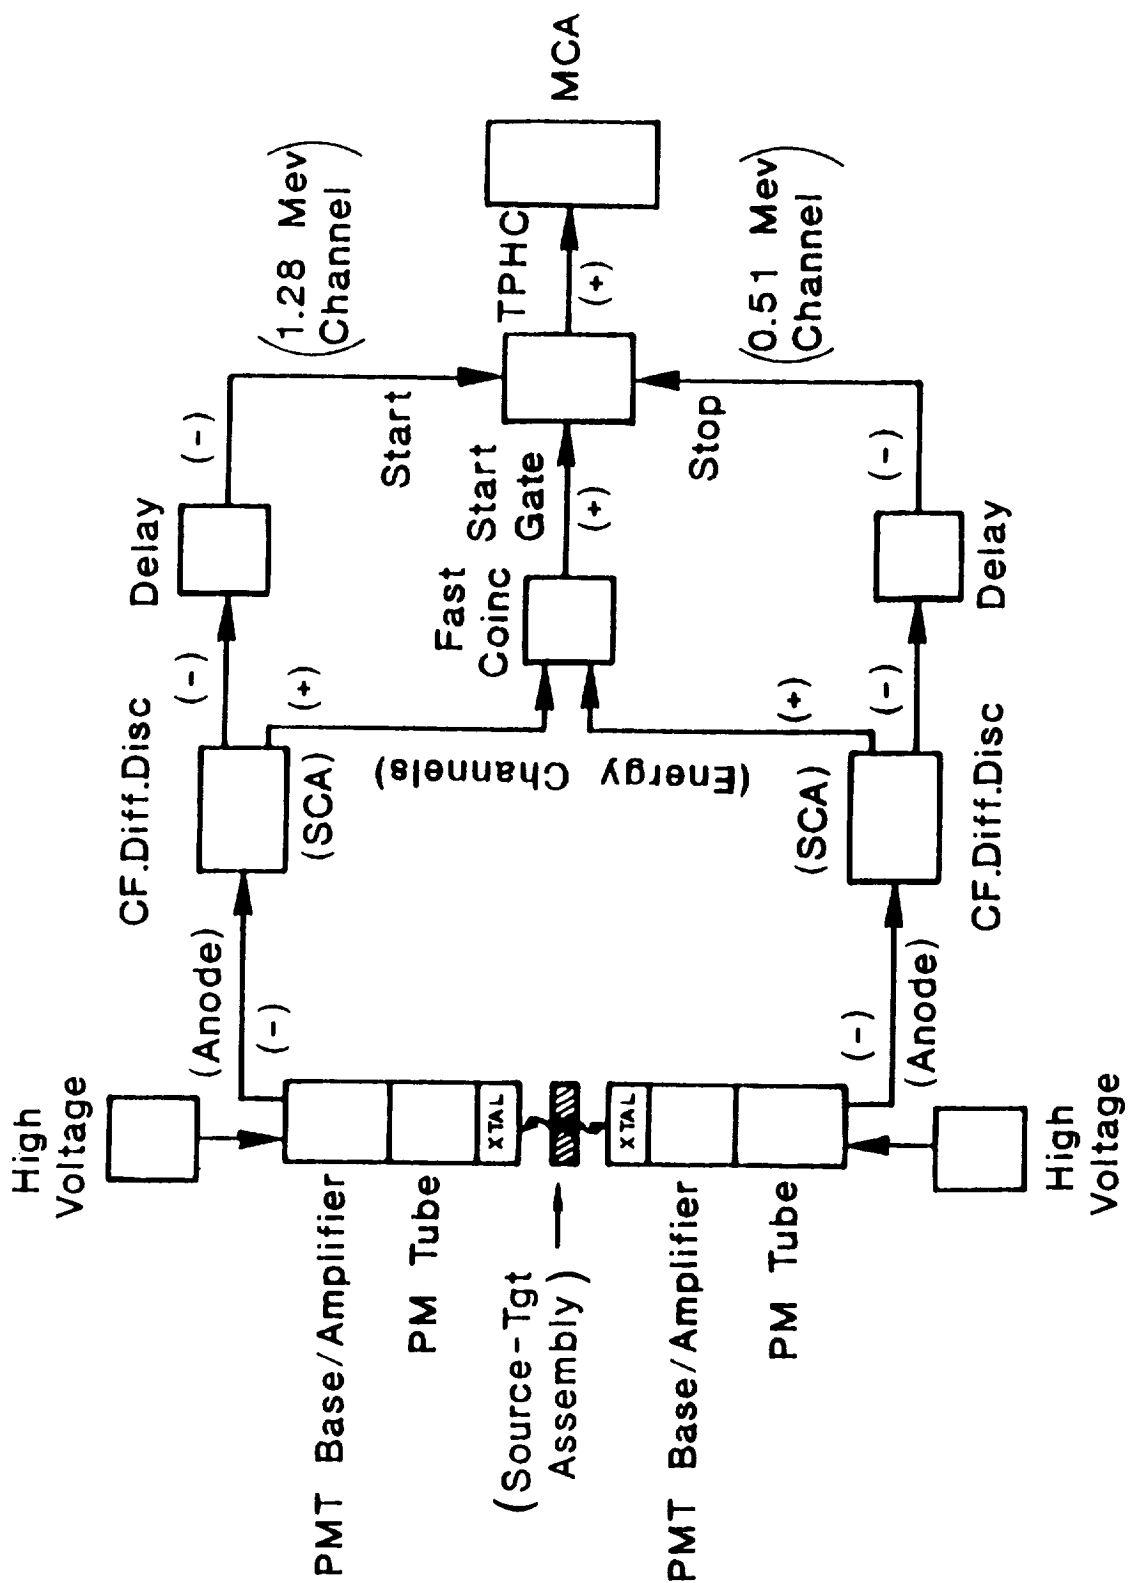 High
Voltage
PMT Base/Amplifier
PM Tube
XTAL
(Source-Tgt
Assembly)
XTAL
PMT Base/Amplifier
PM Tube
High
Voltage
(Anode)
(-)
(-)
(Anode)
CF.Diff.Disc
(SCA)
(-)
(+)
(Energy Channels)
(+)
(SCA)
(-)
CF.Diff.Disc
Delay
(-)
Fast
Coinc
Start
Gate
(+)
Delay
(-)
Start
Stop
(1.28 Mev
Channel)
TPHC
(+)
(0.51 Mev
Channel)
MCA